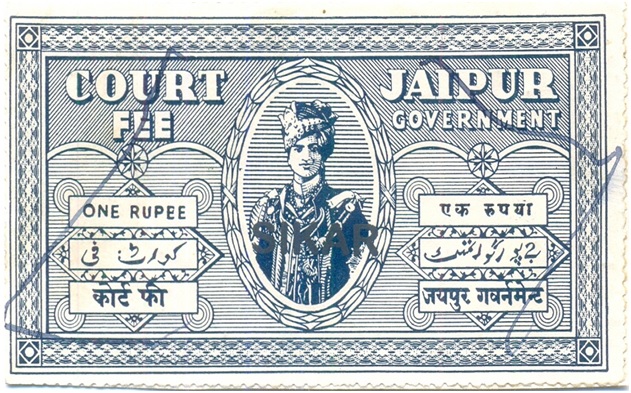 COURT
FEE
JAIPUR
GOVERNMENT
ONE RUPEE
کورٹ فی
कोर्ट फी
SIKAR
एक रुपया
جے پور گورنمنٹ
जयपुर गवर्नमेन्ट